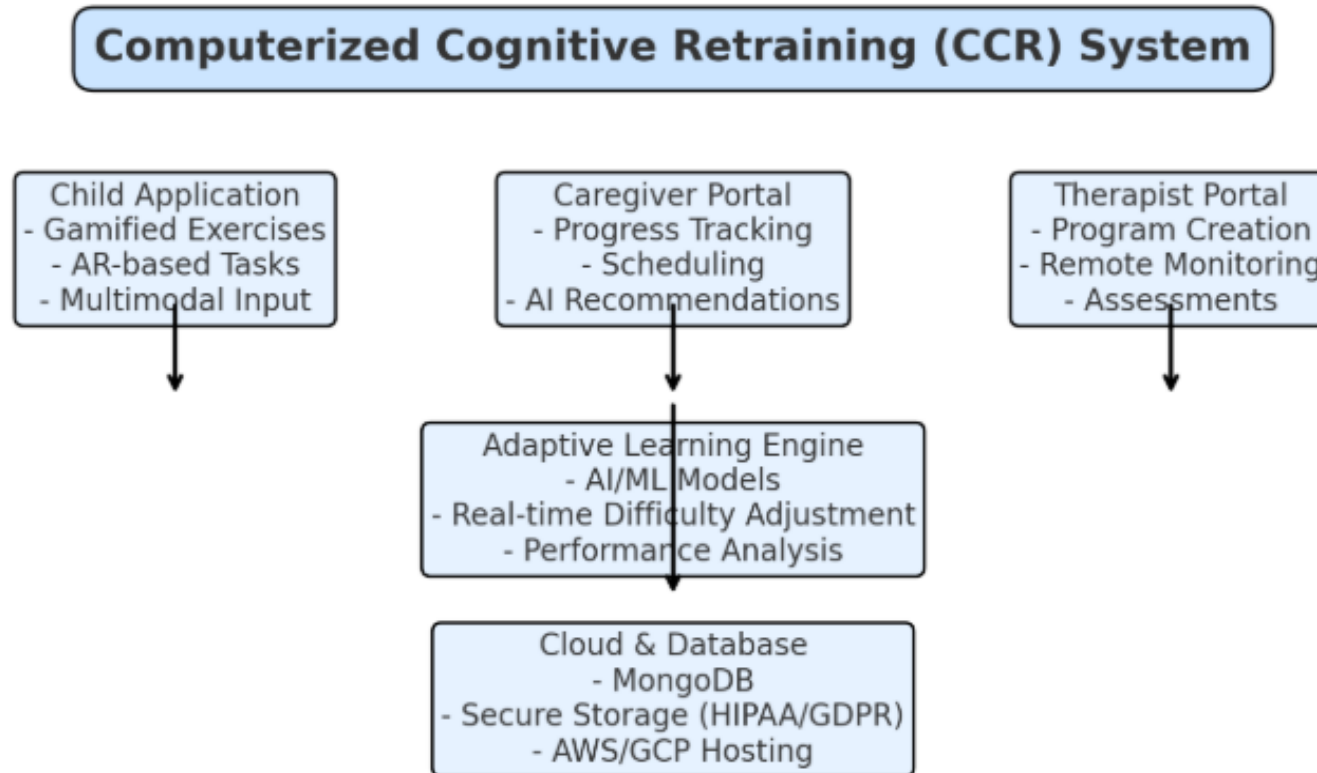 Computerized Cognitive Retraining (CCR) System
Child Application
- Gamified Exercises
- AR-based Tasks
- Multimodal Input
Caregiver Portal
- Progress Tracking
- Scheduling
- AI Recommendations
Therapist Portal
- Program Creation
- Remote Monitoring
- Assessments
Adaptive Learning Engine
- AI/ML Models
- Real-time Difficulty Adjustment
- Performance Analysis
Cloud & Database
- MongoDB
- Secure Storage (HIPAA/GDPR)
- AWS/GCP Hosting